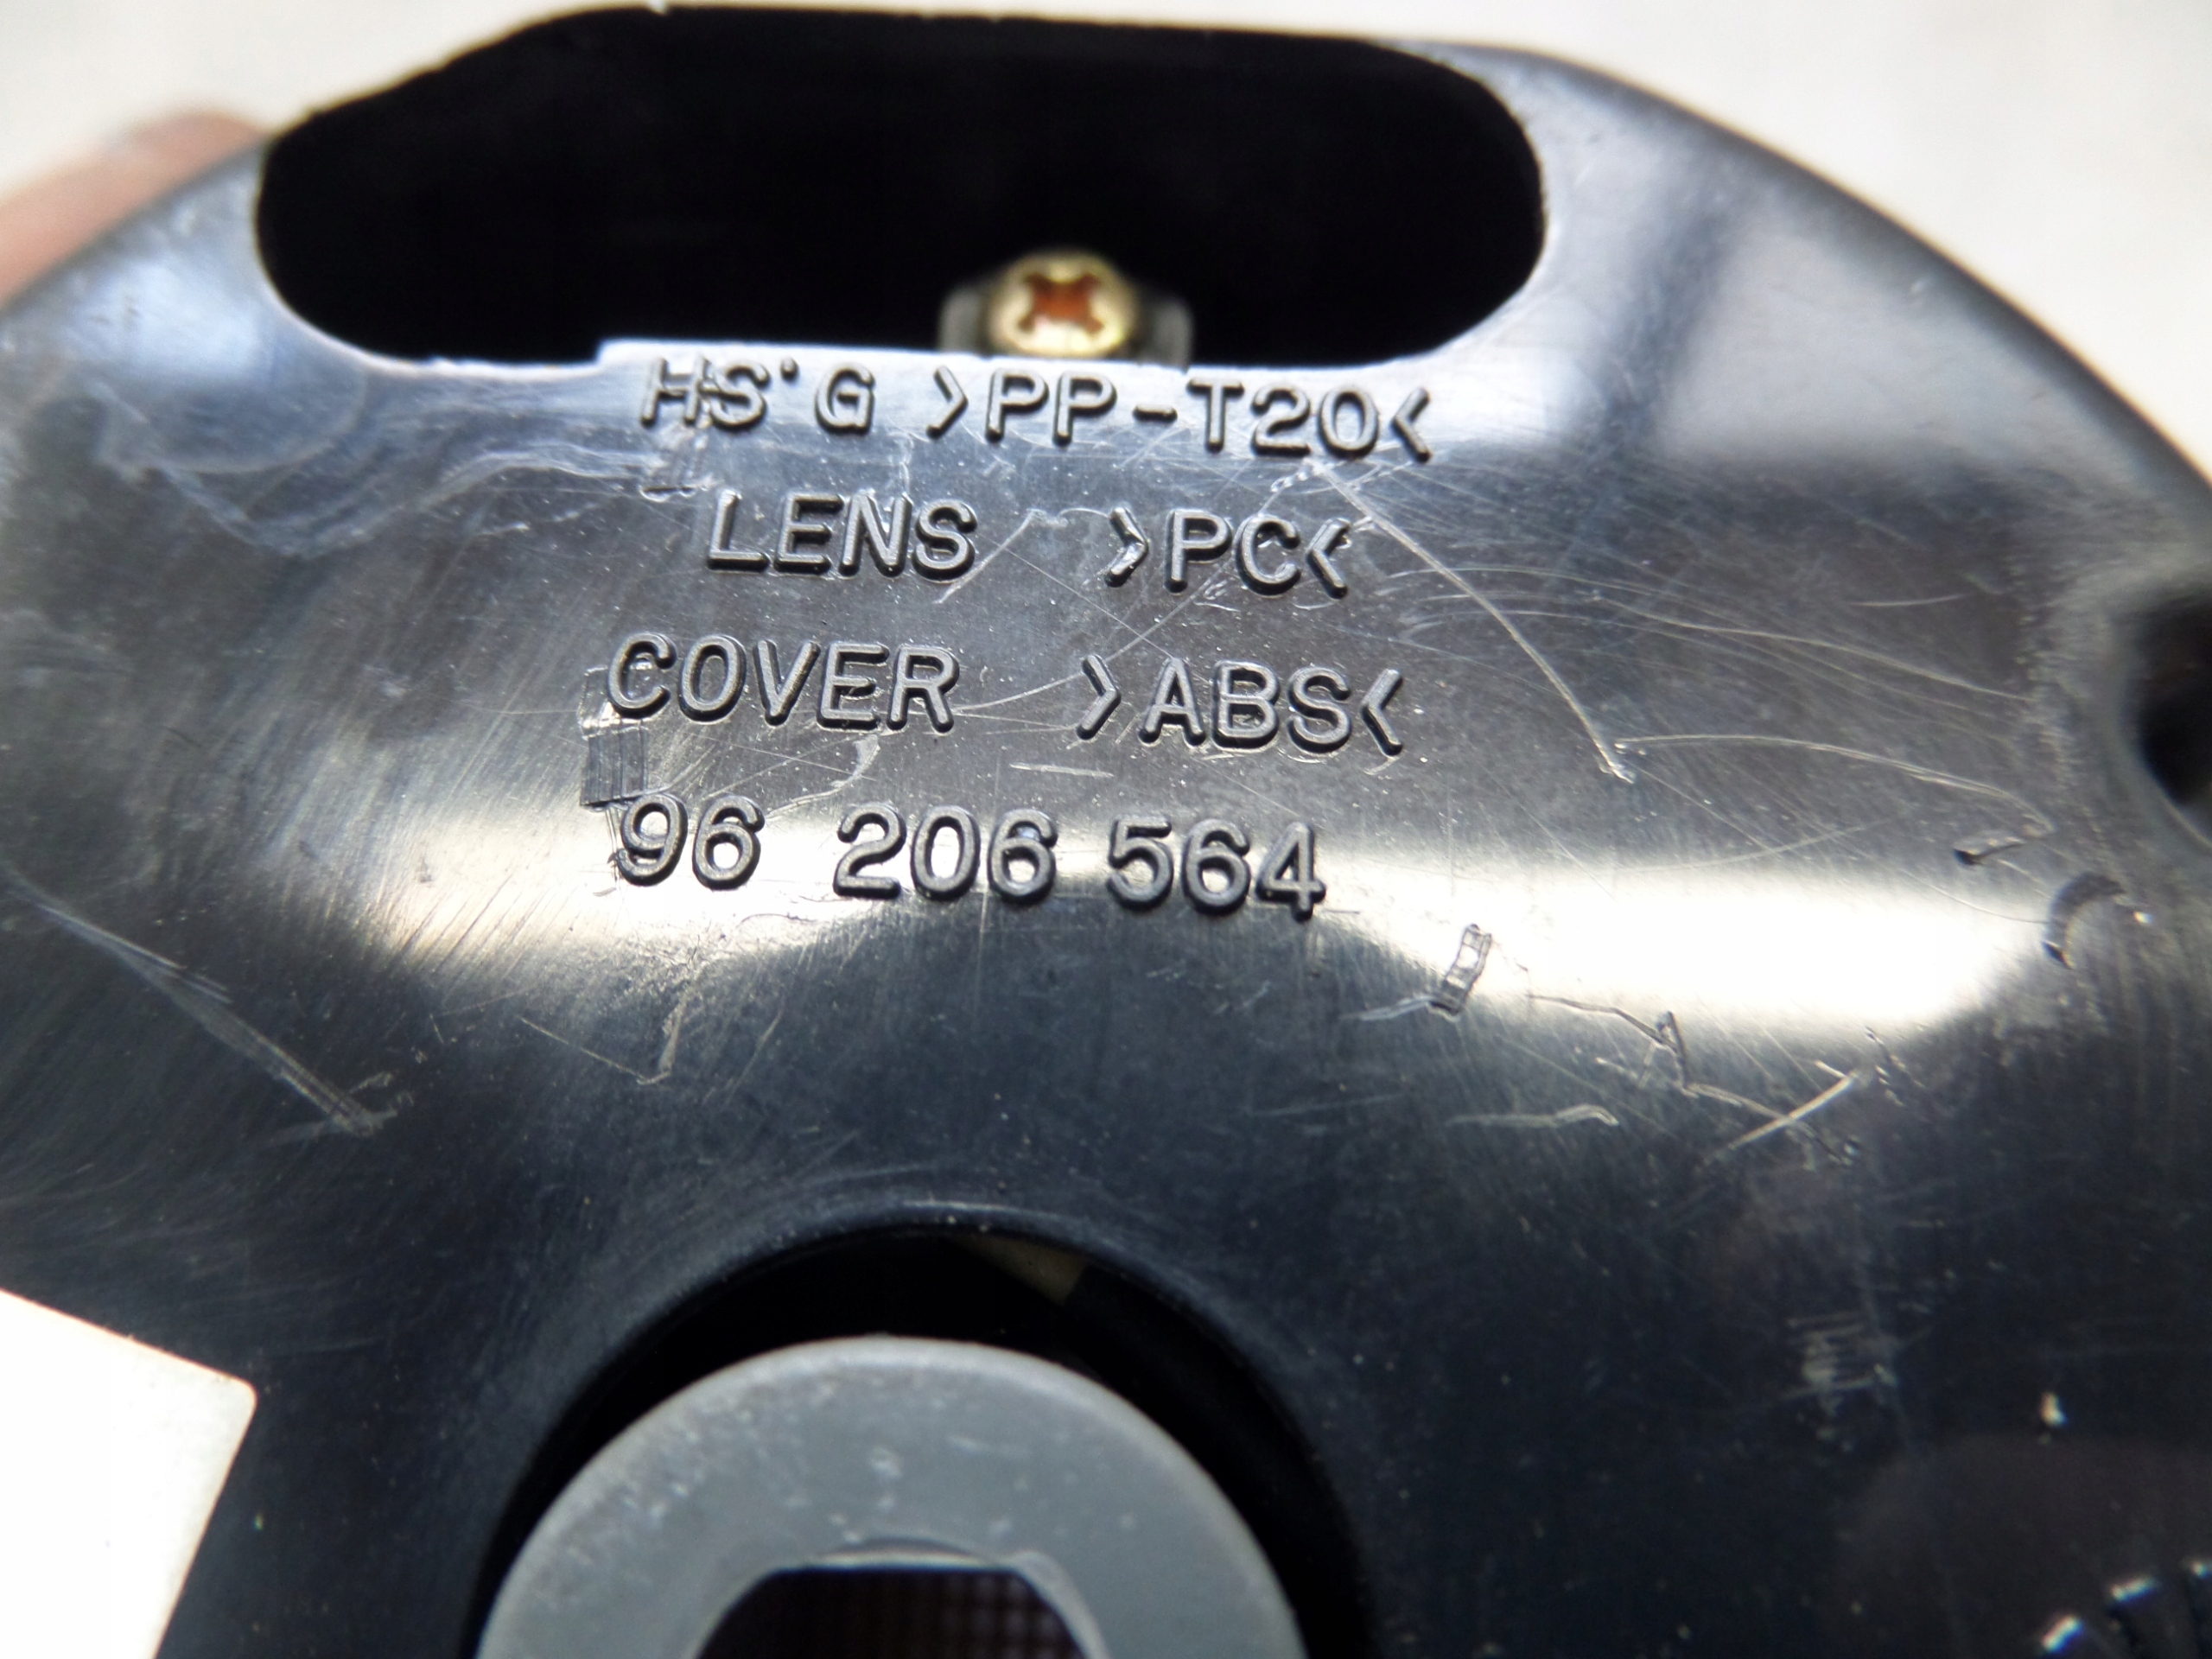 HS'G >PP-T20<
LENS >PC<
COVER >ABS<
96 206 564